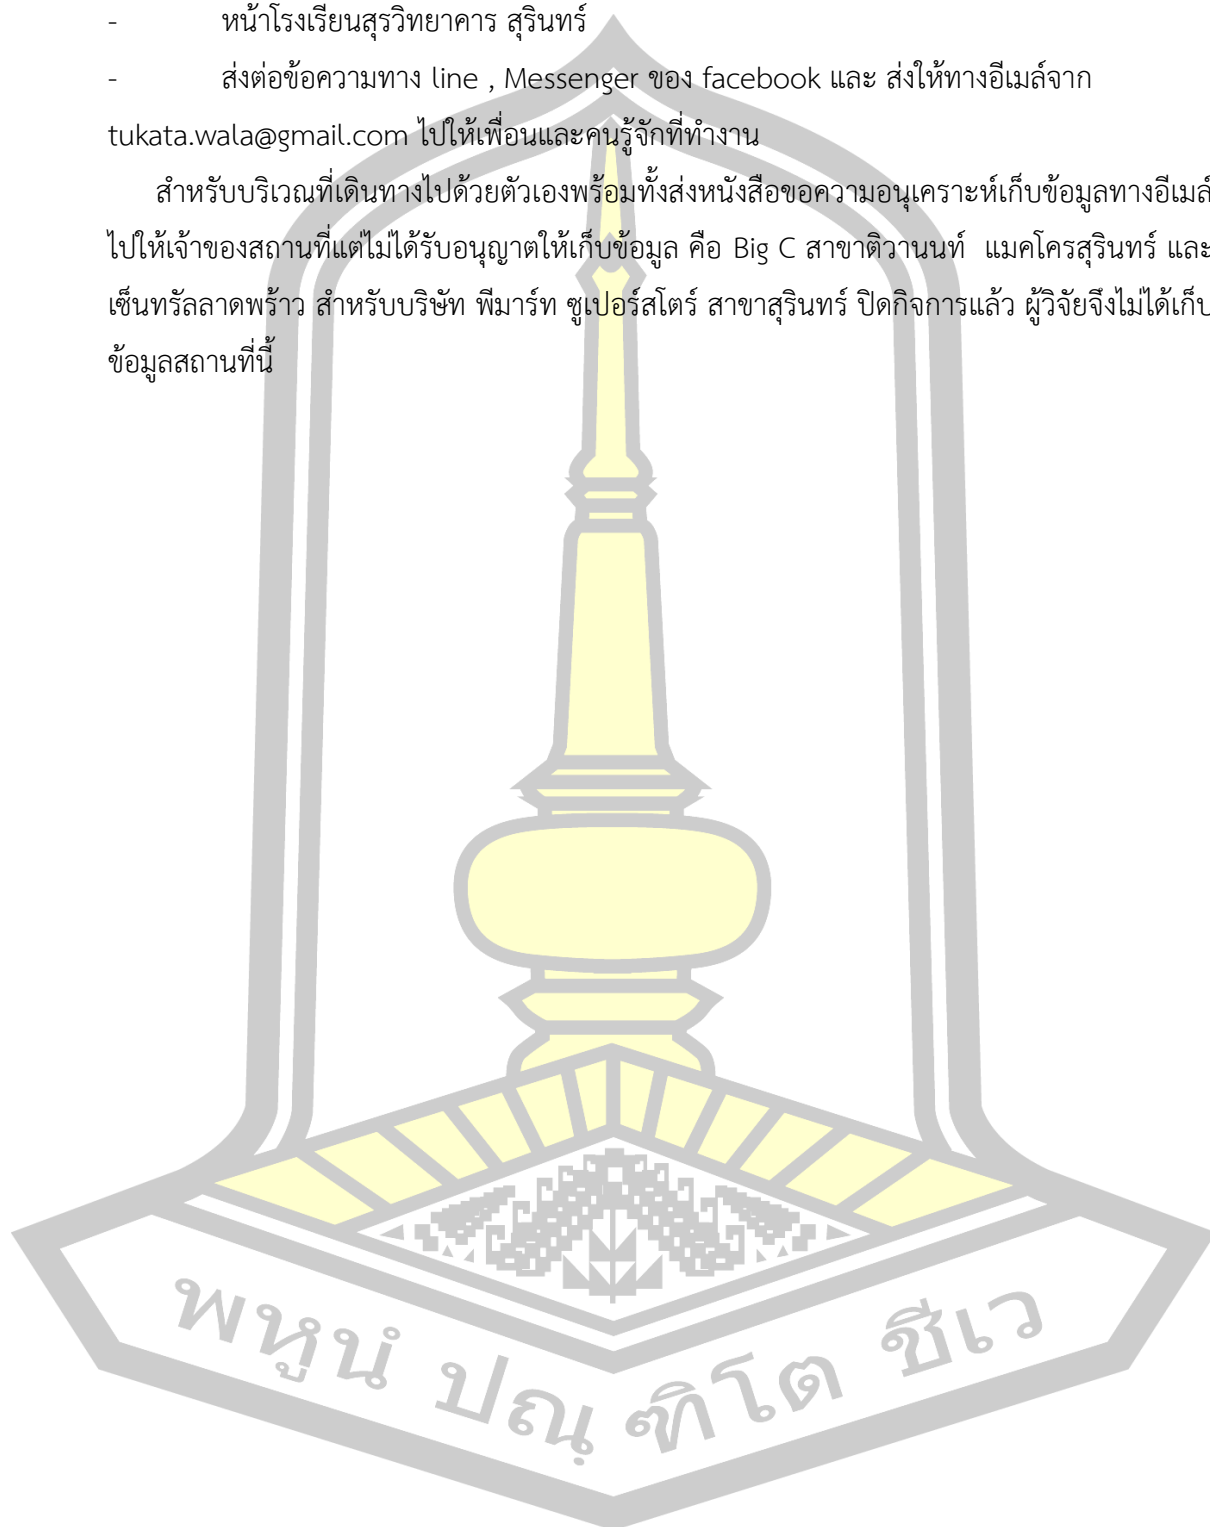 - หน้าโรงเรียนสุรวิทยาคาร สุรินทร์
- ส่งต่อข้อความทาง line , Messenger ของ facebook และ ส่งให้ทางอีเมล์จาก
tukata.wala@gmail.com ไปให้เพื่อนและคนรู้จักที่ทำงาน
สำหรับบริเวณที่เดินทางไปด้วยตัวเองพร้อมทั้งส่งหนังสือขอความอนุเคราะห์เก็บข้อมูลทางอีเมล์
ไปให้เจ้าของสถานที่แต่ไม่ได้รับอนุญาตให้เก็บข้อมูล คือ Big C สาขาติวานนท์ แมคโครสุรินทร์ และ
เซ็นทรัลลาดพร้าว สำหรับบริษัท พีมาร์ท ซูเปอร์สโตร์ สาขาสุรินทร์ ปิดกิจการแล้ว ผู้วิจัยจึงไม่ได้เก็บ
ข้อมูลสถานที่นี้
พหูนํ ปณฺฑิโต ชีเว